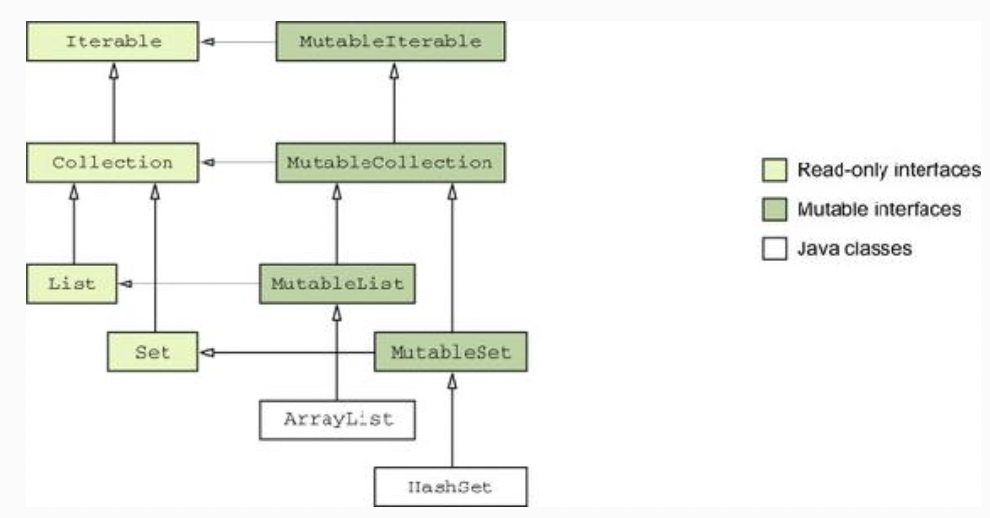 Iterable
MutableIterable
Collection
MutableCollection
Read-only interfaces
Mutable interfaces
Java classes
List
MutableList
Set
MutableSet
ArrayList
HashSet